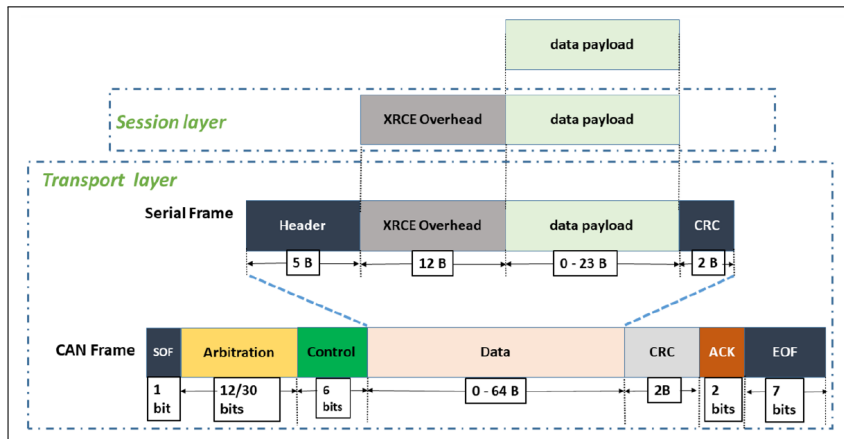 data payload
Session layer
XRCE Overhead
data payload
Transport layer
Serial Frame
Header
XRCE Overhead
data payload
CRC
5 B
12 B
0 - 23 B
2 B
CAN Frame
SOF
Arbitration
Control
Data
CRC
ACK
EOF
1
bit
12/30
bits
6
bits
0 - 64 B
2B
2
bits
7
bits